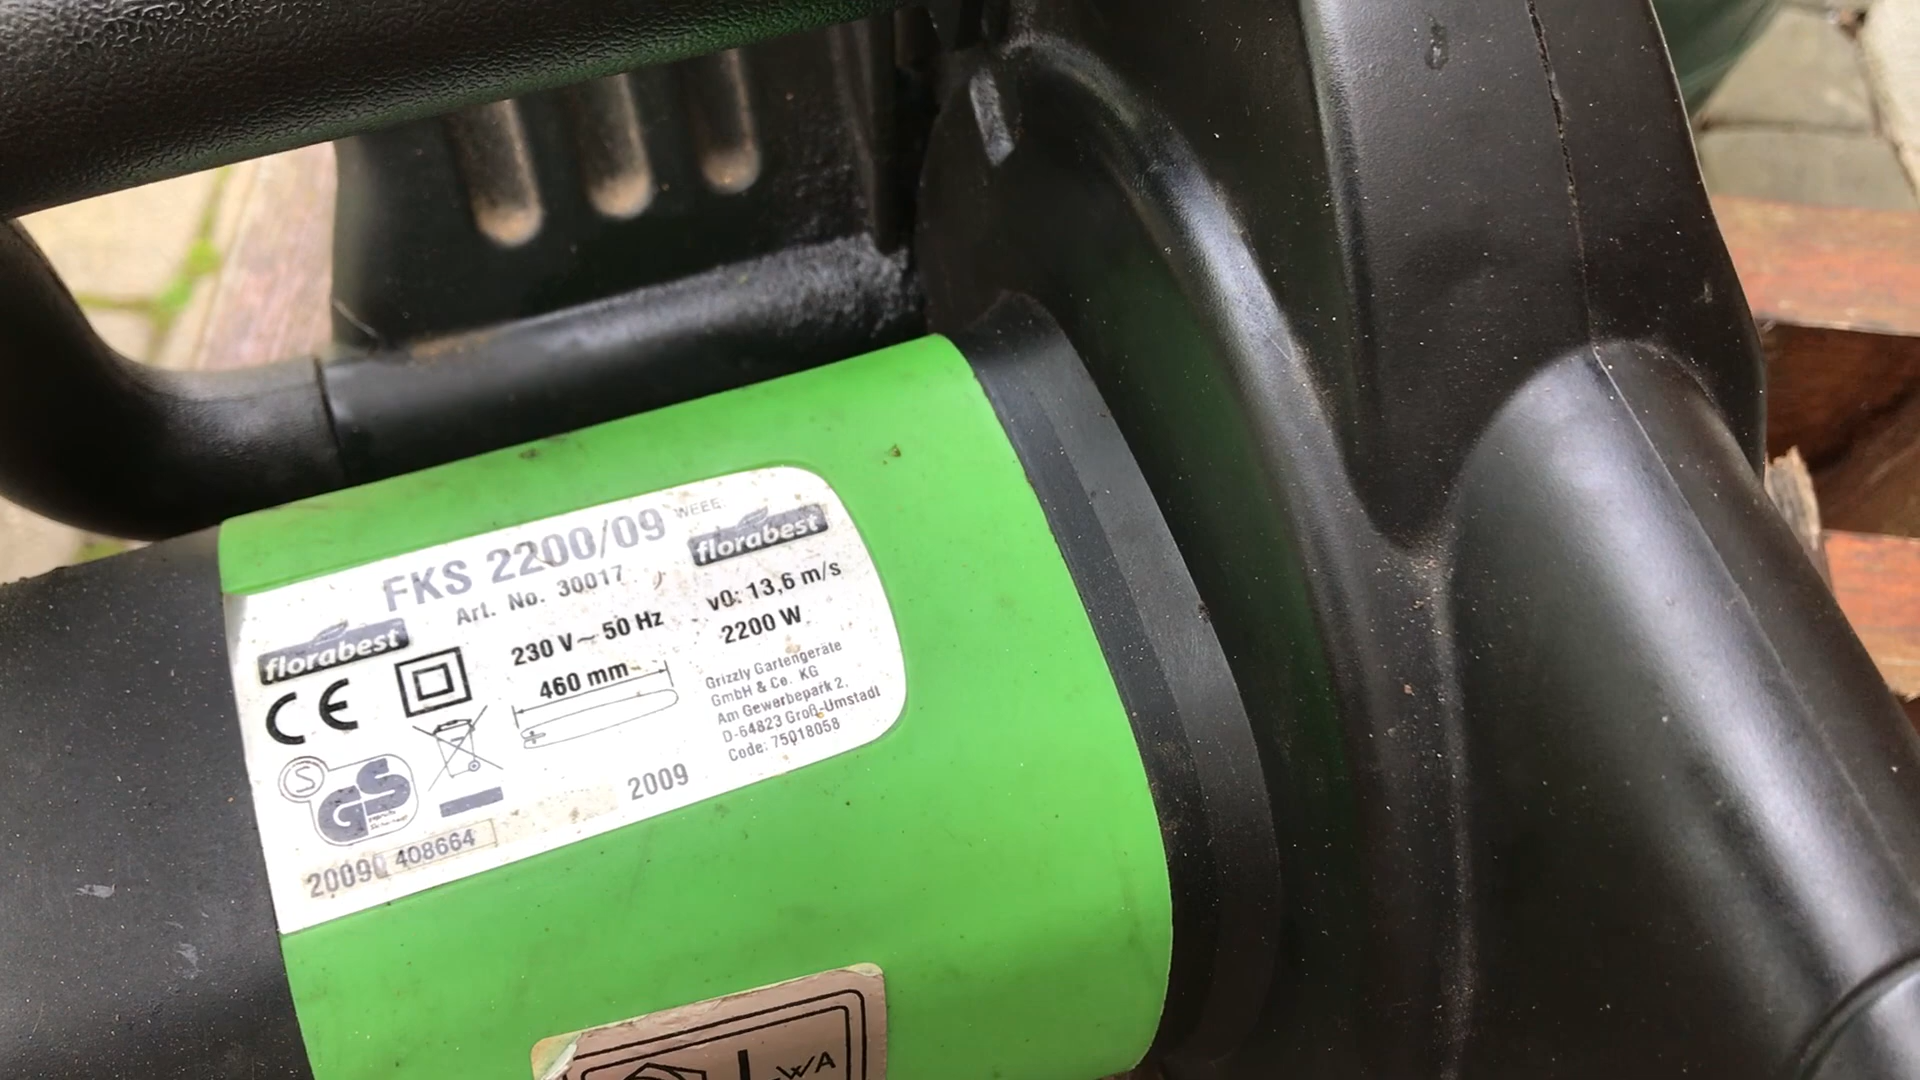 FKS 2200/09
WEEE
florabest
Art. No. 30017
florabest
230 V~ 50 Hz
v0: 13,6 m/s
2200 W
460 mm
CE
Grizzly Gartengeräte
GmbH & Co. KG
Am Gewerbepark 2,
D-64823 Groß-Umstadt
Code: 75018058
S
GS
2009
20090 408664
LWA